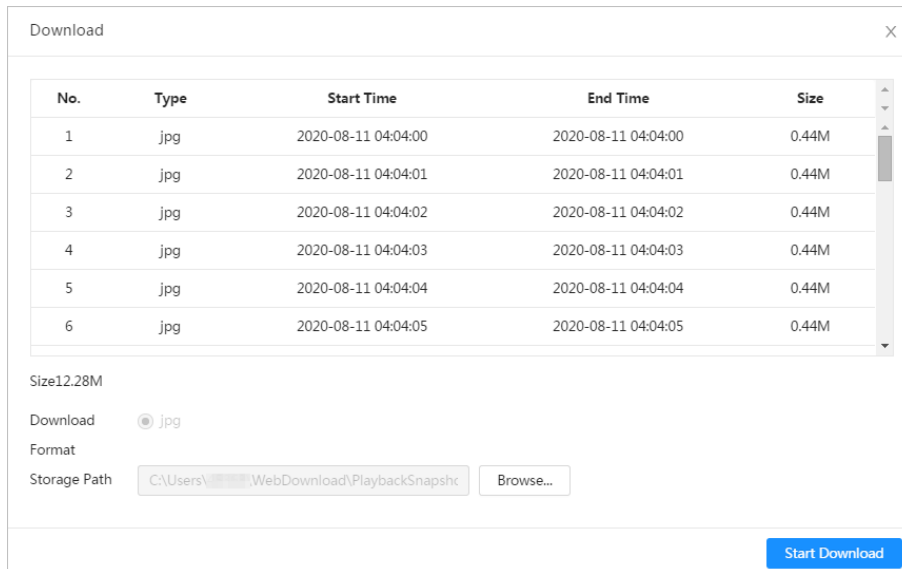 Download
No. Type Start Time End Time Size
1 jpg 2020-08-11 04:04:00 2020-08-11 04:04:00 0.44M
2 jpg 2020-08-11 04:04:01 2020-08-11 04:04:01 0.44M
3 jpg 2020-08-11 04:04:02 2020-08-11 04:04:02 0.44M
4 jpg 2020-08-11 04:04:03 2020-08-11 04:04:03 0.44M
5 jpg 2020-08-11 04:04:04 2020-08-11 04:04:04 0.44M
6 jpg 2020-08-11 04:04:05 2020-08-11 04:04:05 0.44M
Size12.28M
Download jpg
Format
Storage Path C:\Users\ .WebDownload\PlaybackSnapsho Browse...
Start Download